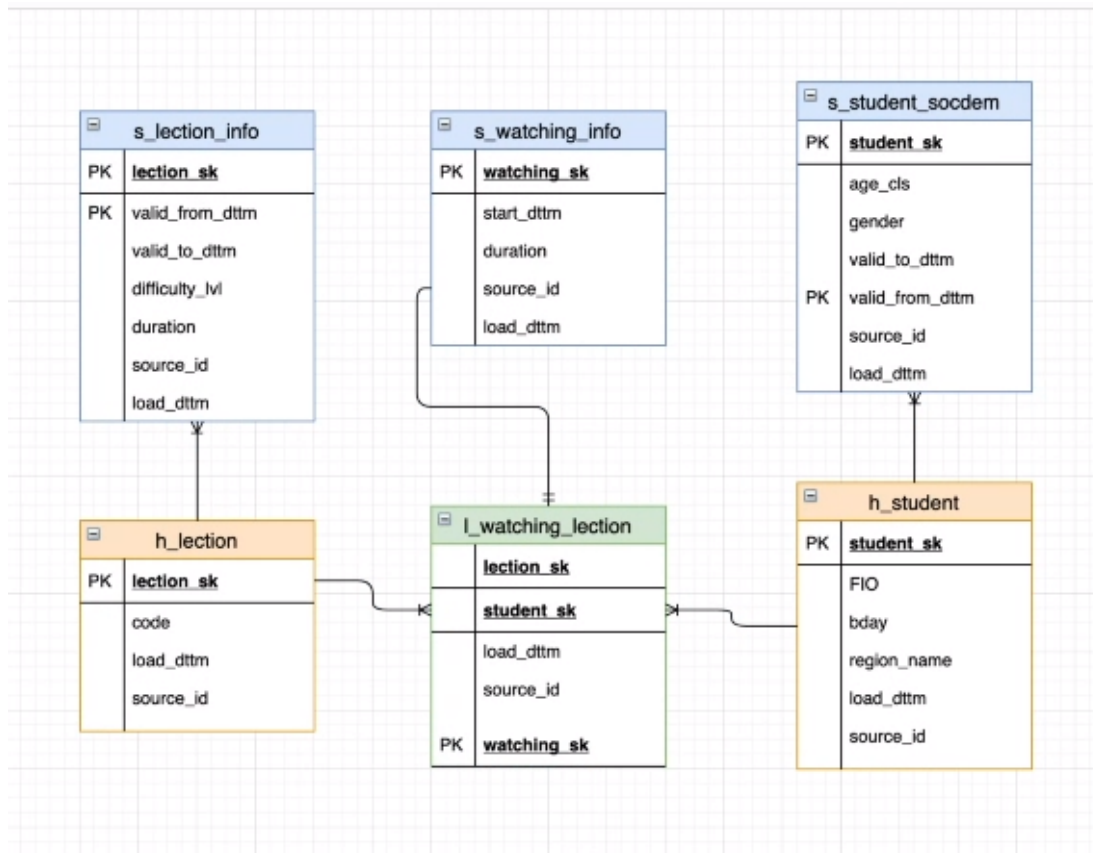 s_lection_info
PK lection_sk
PK valid_from_dttm
valid_to_dttm
difficulty_lvl
duration
source_id
load_dttm
s_watching_info
PK watching_sk
start_dttm
duration
source_id
load_dttm
s_student_socdem
PK student_sk
age_cls
gender
valid_to_dttm
PK valid_from_dttm
source_id
load_dttm
h_lection
PK lection_sk
code
load_dttm
source_id
l_watching_lection
lection_sk
student_sk
load_dttm
source_id
PK watching_sk
h_student
PK student_sk
FIO
bday
region_name
load_dttm
source_id